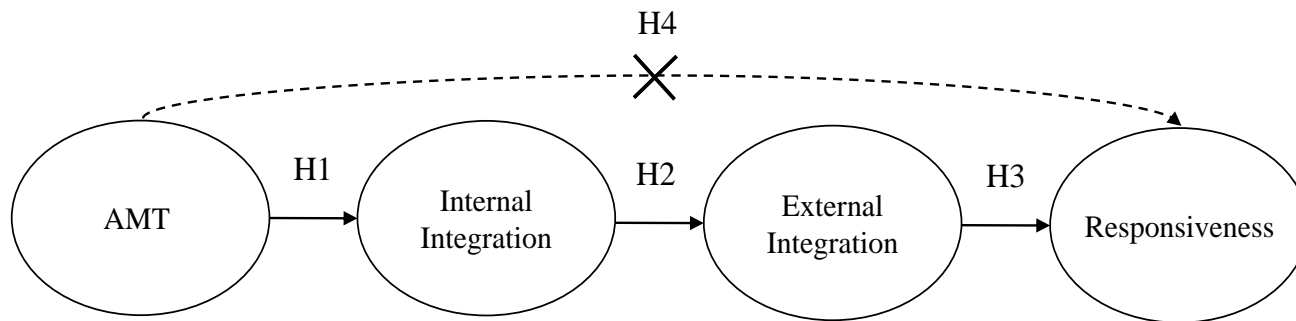 H4
H1
H2
H3
AMT
Internal
Integration
External
Integration
Responsiveness